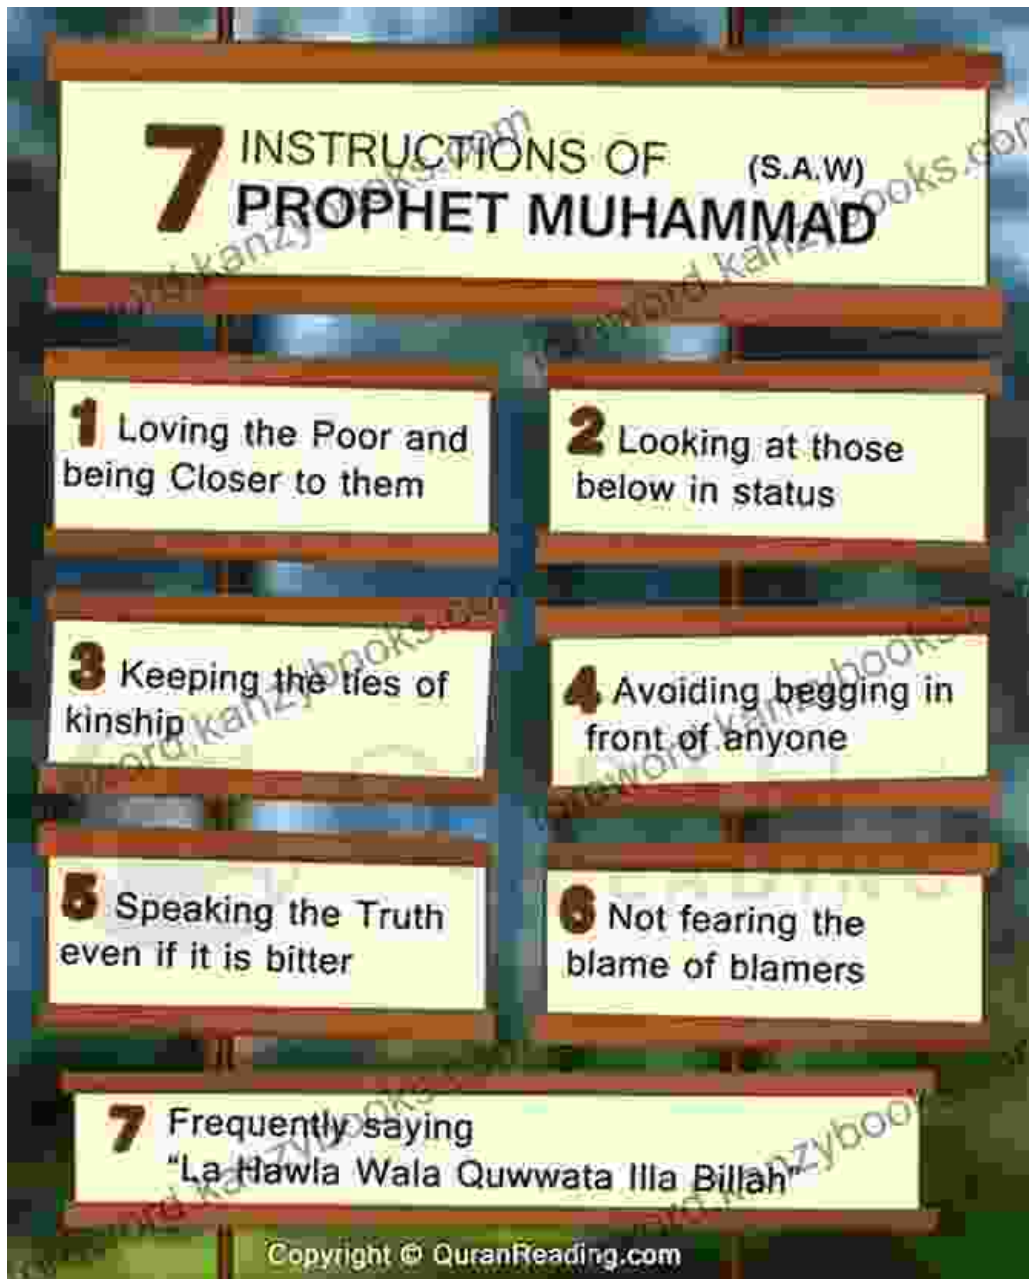 7 INSTRUCTIONS OF (S.A.W)
PROPHET MUHAMMAD
1 Loving the Poor and
being Closer to them
2 Looking at those
below in status
3 Keeping the ties of
kinship
4 Avoiding begging in
front of anyone
5 Speaking the Truth
even if it is bitter
6 Not fearing the
blame of blamers
7 Frequently saying
"La Hawla Wala Quwwata Illa Billah"
Copyright © QuranReading.com